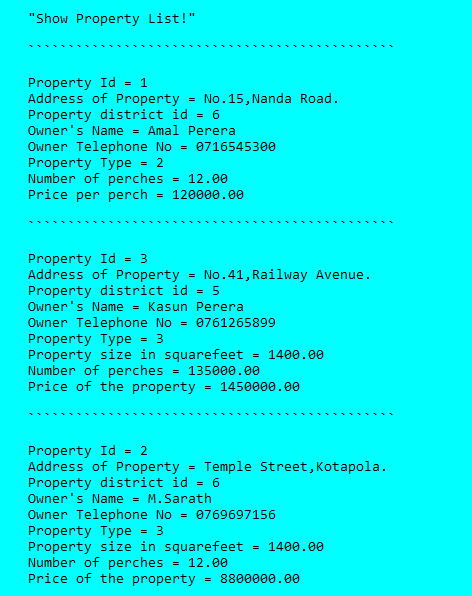 "Show Property List!"
``````````````````````````````````````````````
Property Id = 1
Address of Property = No.15,Nanda Road.
Property district id = 6
Owner's Name = Amal Perera
Owner Telephone No = 0716545300
Property Type = 2
Number of perches = 12.00
Price per perch = 120000.00
``````````````````````````````````````````````
Property Id = 3
Address of Property = No.41,Railway Avenue.
Property district id = 5
Owner's Name = Kasun Perera
Owner Telephone No = 0761265899
Property Type = 3
Property size in squarefeet = 1400.00
Number of perches = 135000.00
Price of the property = 1450000.00
``````````````````````````````````````````````
Property Id = 2
Address of Property = Temple Street,Kotapola.
Property district id = 6
Owner's Name = M.Sarath
Owner Telephone No = 0769697156
Property Type = 3
Property size in squarefeet = 1400.00
Number of perches = 12.00
Price of the property = 8800000.00